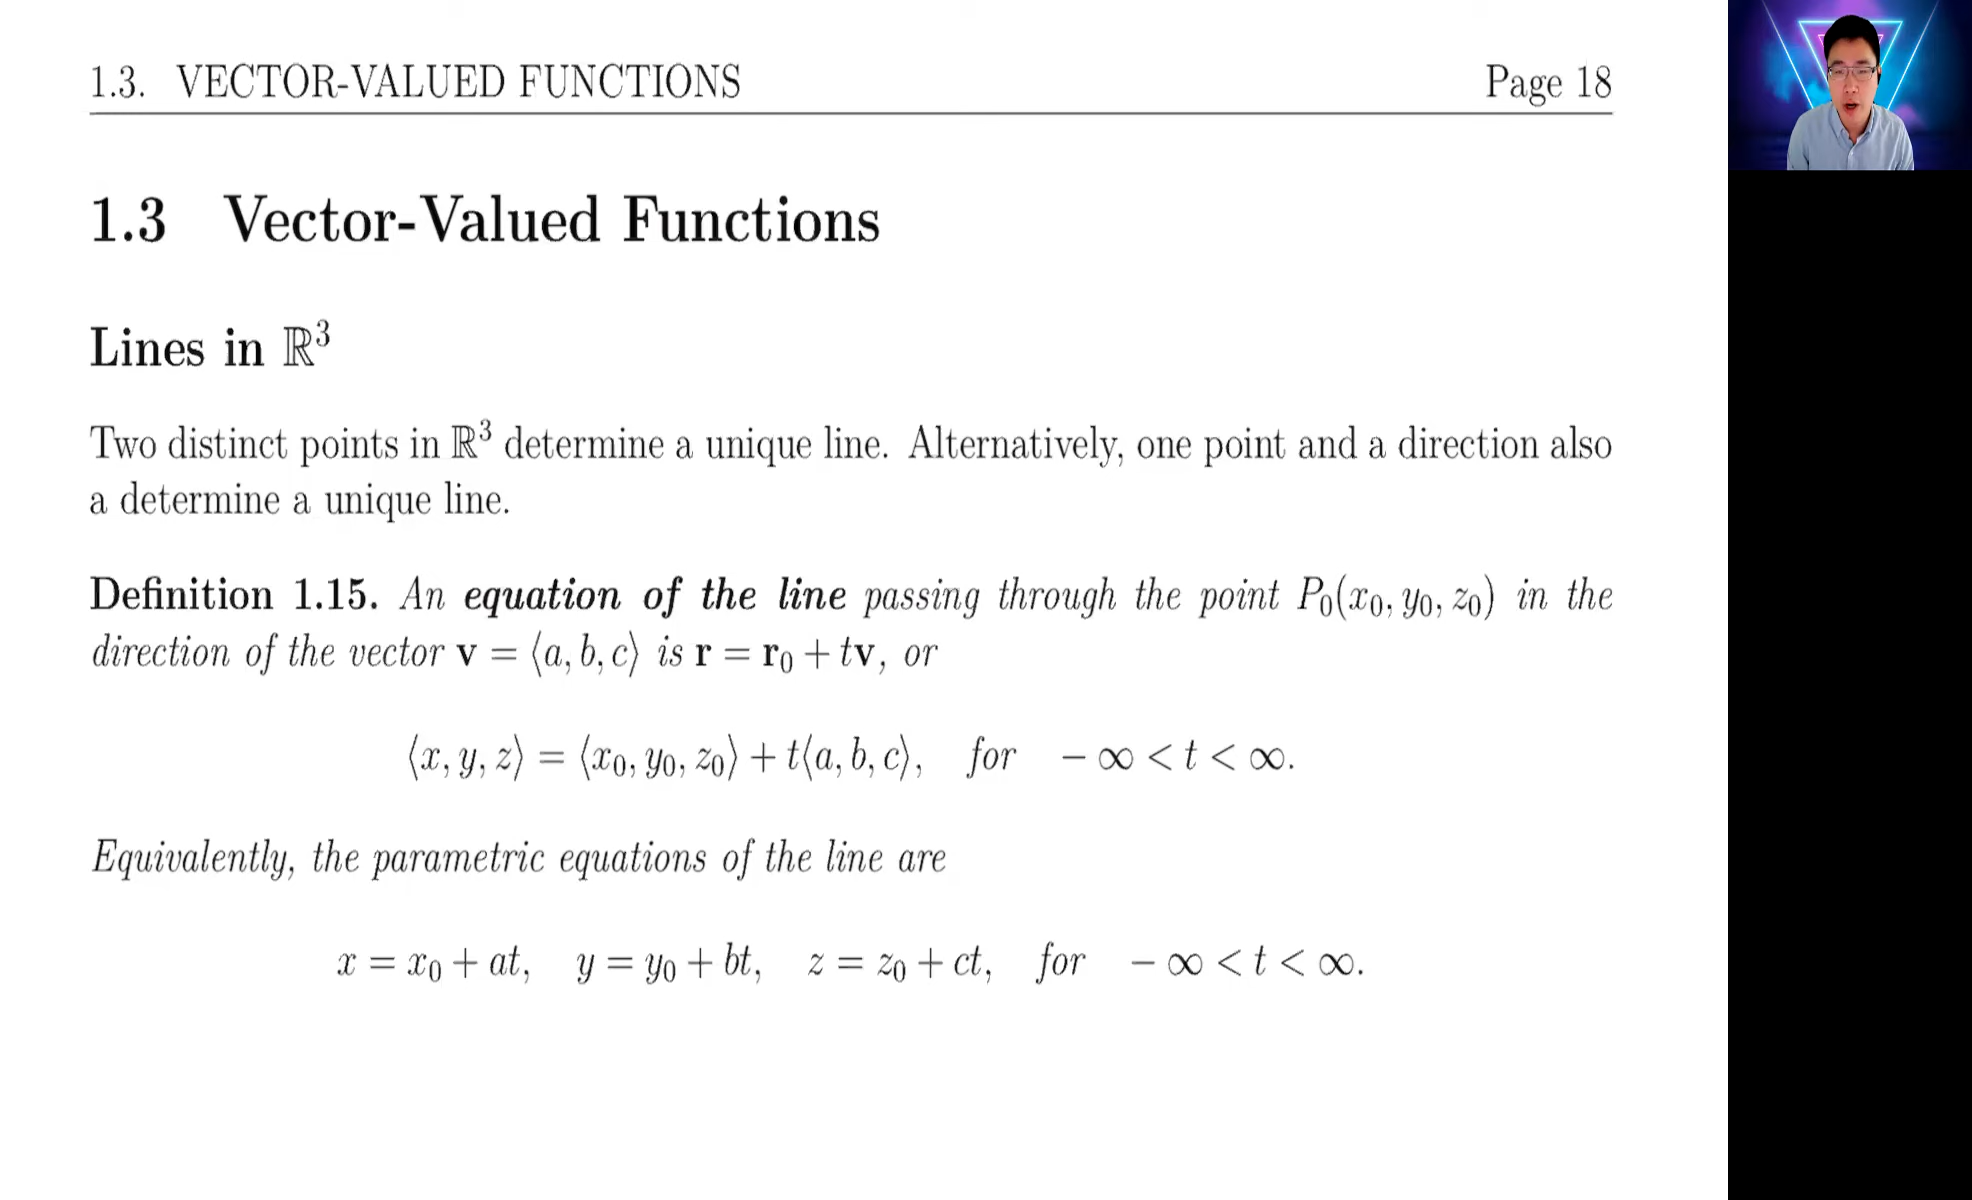 1.3. VECTOR-VALUED FUNCTIONS Page 18
1.3 Vector-Valued Functions
Lines in ℝ³
Two distinct points in ℝ³ determine a unique line. Alternatively, one point and a direction also
a determine a unique line.
Definition 1.15. An equation of the line passing through the point P₀(x₀, y₀, z₀) in the
direction of the vector v = ⟨a, b, c⟩ is r = r₀ + tv, or
⟨x, y, z⟩ = ⟨x₀, y₀, z₀⟩ + t⟨a, b, c⟩, for − ∞ < t < ∞.
Equivalently, the parametric equations of the line are
x = x₀ + at, y = y₀ + bt, z = z₀ + ct, for − ∞ < t < ∞.